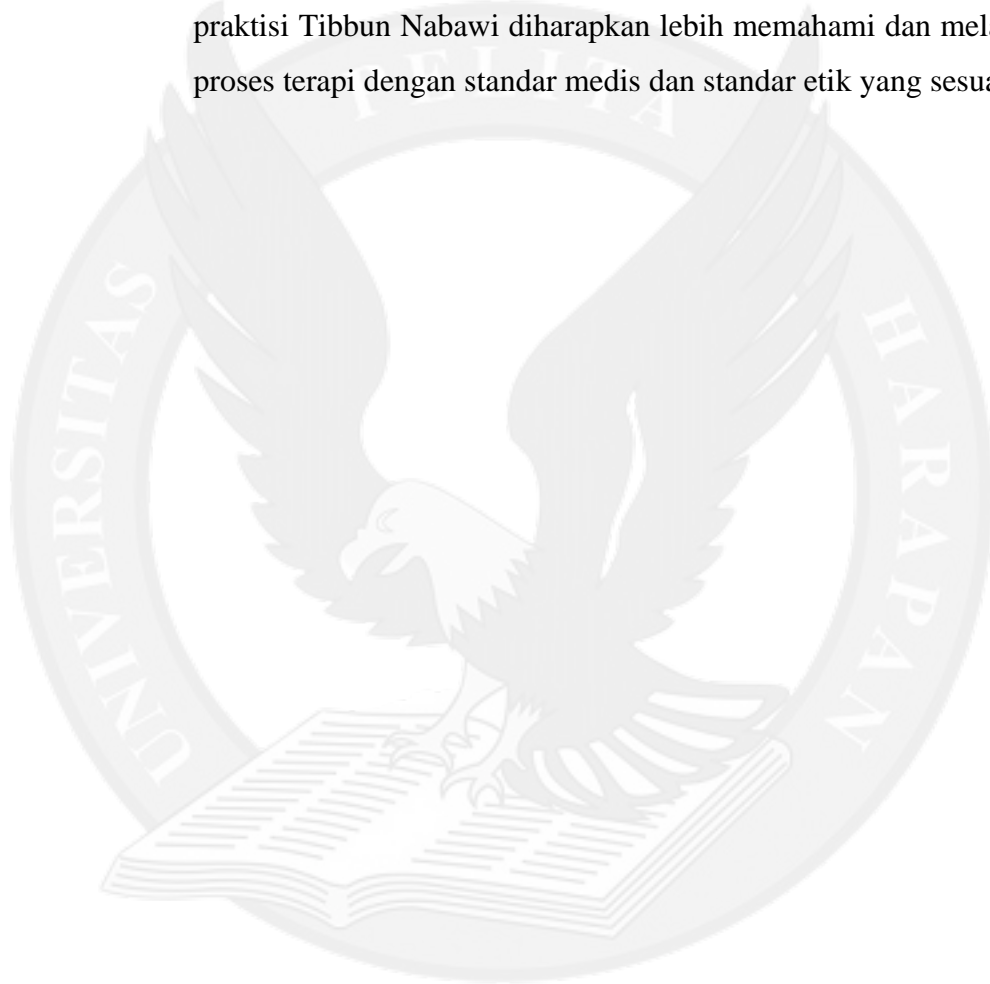 praktisi Tibbun Nabawi diharapkan lebih memahami dan
proses terapi dengan standar medis dan standar etik yang
UNIVERSITAS PELITA HARAPAN